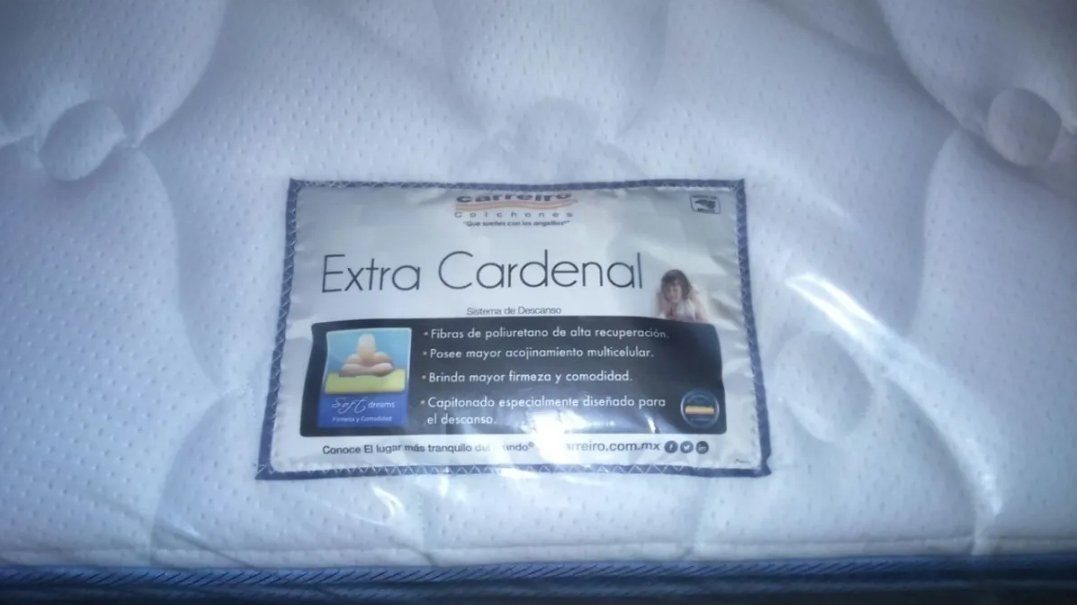 Carreiro
Colchones
"Que sueñes con los angelitos"
Extra Cardenal
Sistema de Descanso
• Fibras de poliuretano de alta recuperación.
• Posee mayor acojinamiento multicelular.
• Brinda mayor firmeza y comodidad.
• Capitonado especialmente diseñado para
el descanso.
Soft dreams
Firmeza y Comodidad
Conoce El lugar más tranquilo del mundo® arreiro.com.mx